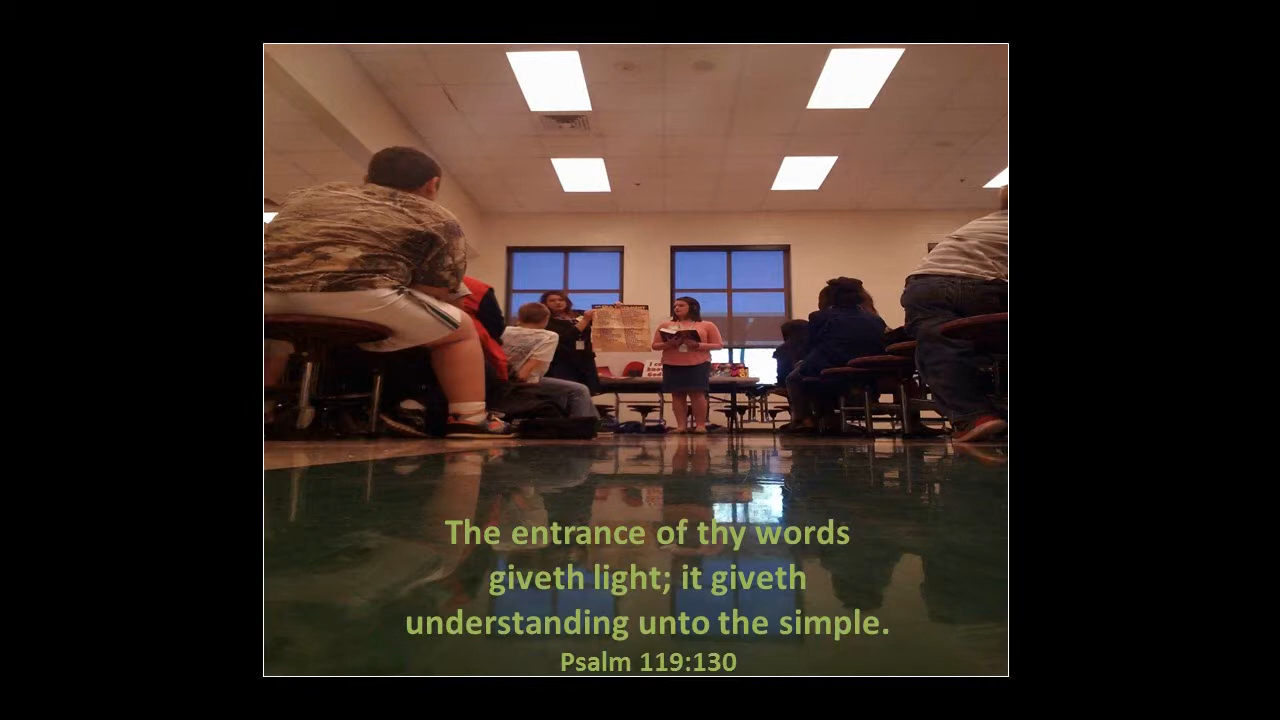 The entrance of thy words
giveth light; it giveth
understanding unto the simple.
Psalm 119:130